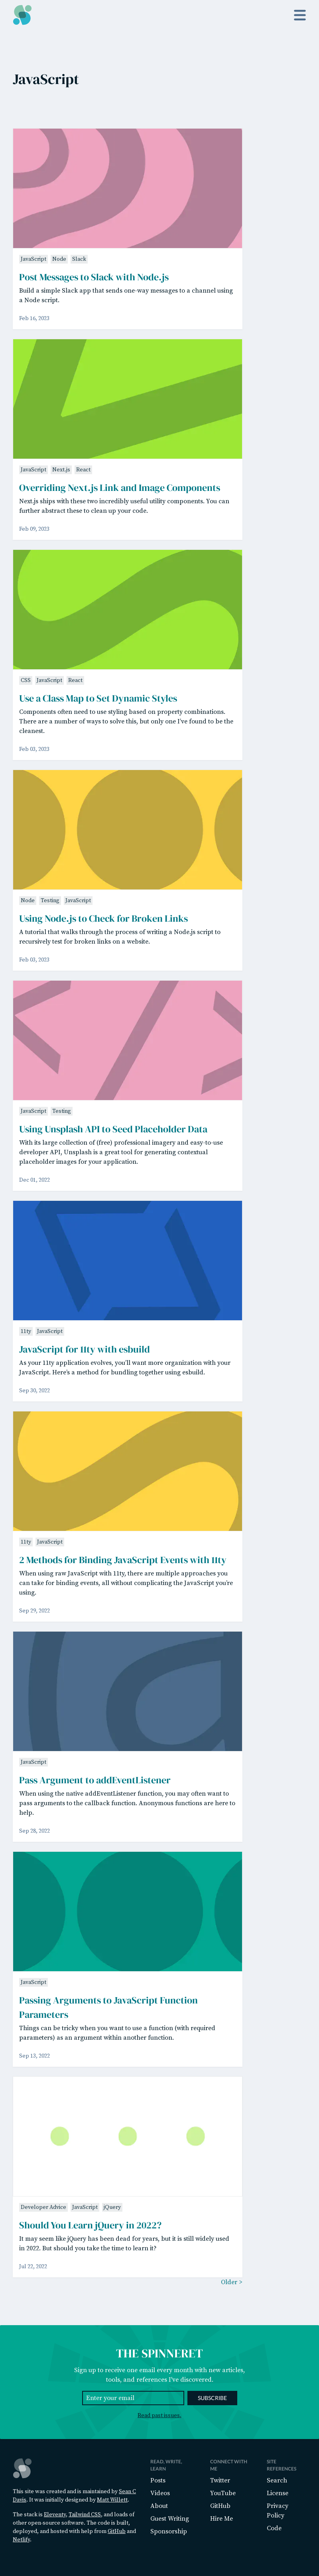 JavaScript
JavaScript Node Slack
Post Messages to Slack with Node.js
Build a simple Slack app that sends one-way messages to a channel using
a Node script.
Feb 16, 2023
JavaScript Next.js React
Overriding Next.js Link and Image Components
Next.js ships with these two incredibly useful utility components. You can
further abstract these to clean up your code.
Feb 09, 2023
CSS JavaScript React
Use a Class Map to Set Dynamic Styles
Components often need to use styling based on property combinations.
There are a number of ways to solve this, but only one I've found to be the
cleanest.
Feb 03, 2023
Node Testing JavaScript
Using Node.js to Check for Broken Links
A tutorial that walks through the process of writing a Node.js script to
recursively test for broken links on a website.
Feb 03, 2023
JavaScript Testing
Using Unsplash API to Seed Placeholder Data
With its large collection of (free) professional imagery and easy-to-use
developer API, Unsplash is a great tool for generating contextual
placeholder images for your application.
Dec 01, 2022
11ty JavaScript
JavaScript for 11ty with esbuild
As your 11ty application evolves, you'll want more organization with your
JavaScript. Here's a method for bundling together using esbuild.
Sep 30, 2022
11ty JavaScript
2 Methods for Binding JavaScript Events with 11ty
When using raw JavaScript with 11ty, there are multiple approaches you
can take for binding events, all without complicating the JavaScript you're
using.
Sep 29, 2022
JavaScript
Pass Argument to addEventListener
When using the native addEventListener function, you may often want to
pass arguments to the callback function. Anonymous functions are here to
help.
Sep 28, 2022
JavaScript
Passing Arguments to JavaScript Function
Parameters
Things can be tricky when you want to use a function (with required
parameters) as an argument within another function.
Sep 13, 2022
Developer Advice JavaScript jQuery
Should You Learn jQuery in 2022?
It may seem like jQuery has been dead for years, but it is still widely used
in 2022. But should you take the time to learn it?
Jul 22, 2022
Older >
THE SPINNERET
Sign up to receive one email every month with new articles,
tools, and references I've discovered.
Enter your email SUBSCRIBE
Read past issues.
This site was created and is maintained by Sean C
Davis. It was initially designed by Matt Willett.
The stack is Eleventy, Tailwind CSS, and loads of
other open-source software. The code is built,
deployed, and hosted with help from GitHub and
Netlify.
READ, WRITE,
LEARN
Posts
Videos
About
Guest Writing
Sponsorship
CONNECT WITH
ME
Twitter
YouTube
GitHub
Hire Me
SITE
REFERENCES
Search
License
Privacy
Policy
Code